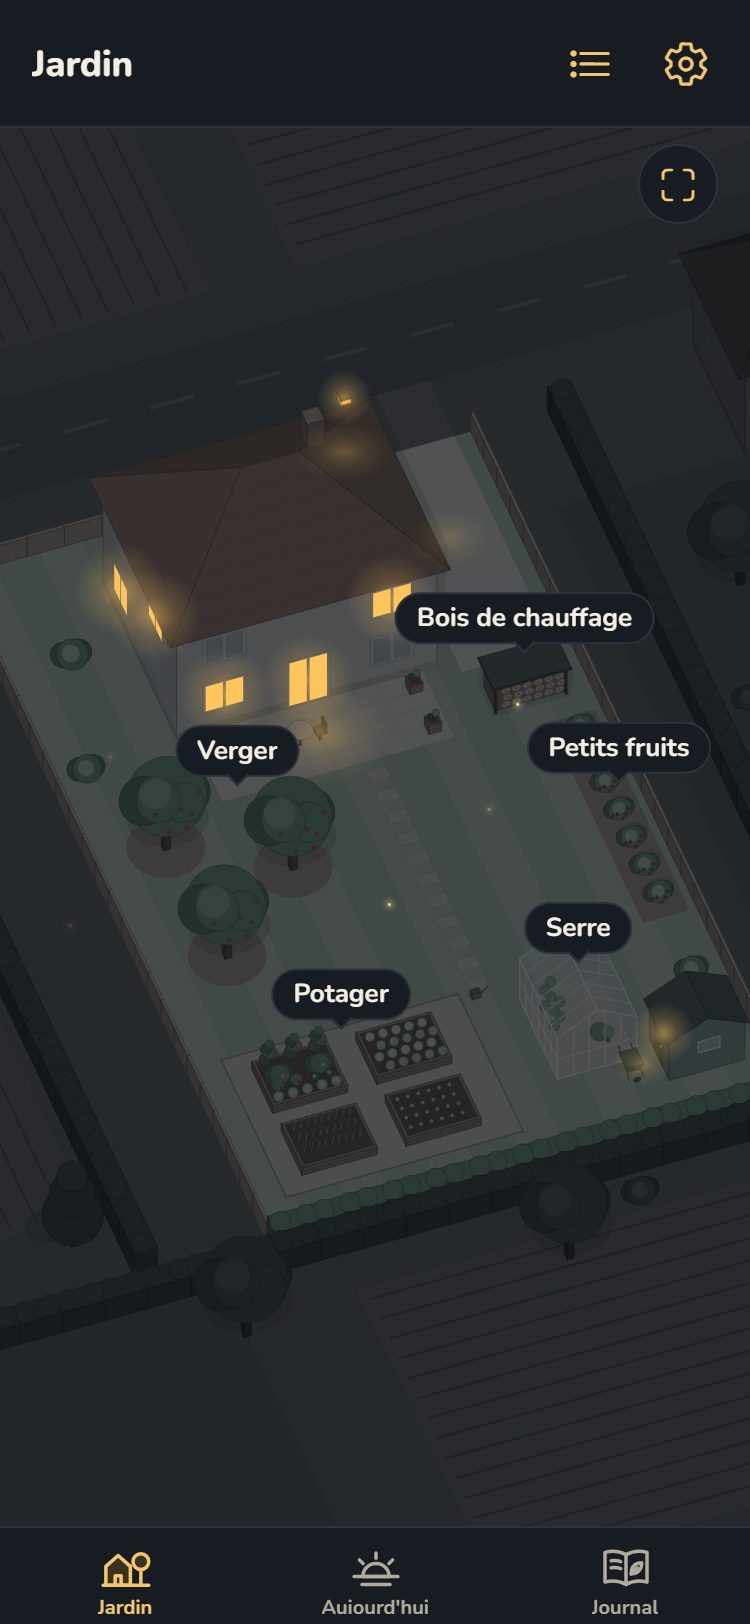 Jardin
Bois de chauffage
Verger
Petits fruits
Serre
Potager
Jardin
Aujourd'hui
Journal